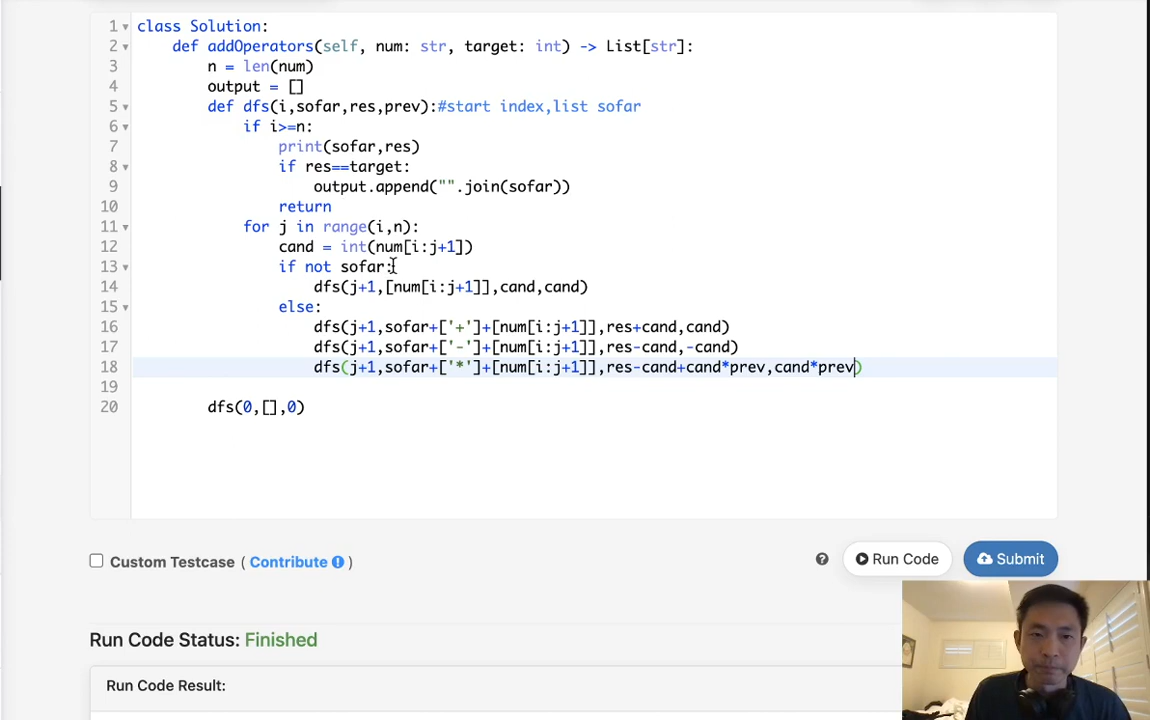 1 class Solution:
2     def addOperators(self, num: str, target: int) -> List[str]:
3         n = len(num)
4         output = []
5         def dfs(i,sofar,res,prev):#start index,list sofar
6             if i>=n:
7                 print(sofar,res)
8                 if res==target:
9                     output.append("".join(sofar))
10                 return
11             for j in range(i,n):
12                 cand = int(num[i:j+1])
13                 if not sofar:
14                     dfs(j+1,[num[i:j+1]],cand,cand)
15                 else:
16                     dfs(j+1,sofar+['+']+[num[i:j+1]],res+cand,cand)
17                     dfs(j+1,sofar+['-']+[num[i:j+1]],res-cand,-cand)
18                     dfs(j+1,sofar+['*']+[num[i:j+1]],res-cand+cand*prev,cand*prev)
19
20         dfs(0,[],0)
Custom Testcase ( Contribute )
? Run Code Submit
Run Code Status: Finished
Run Code Result: